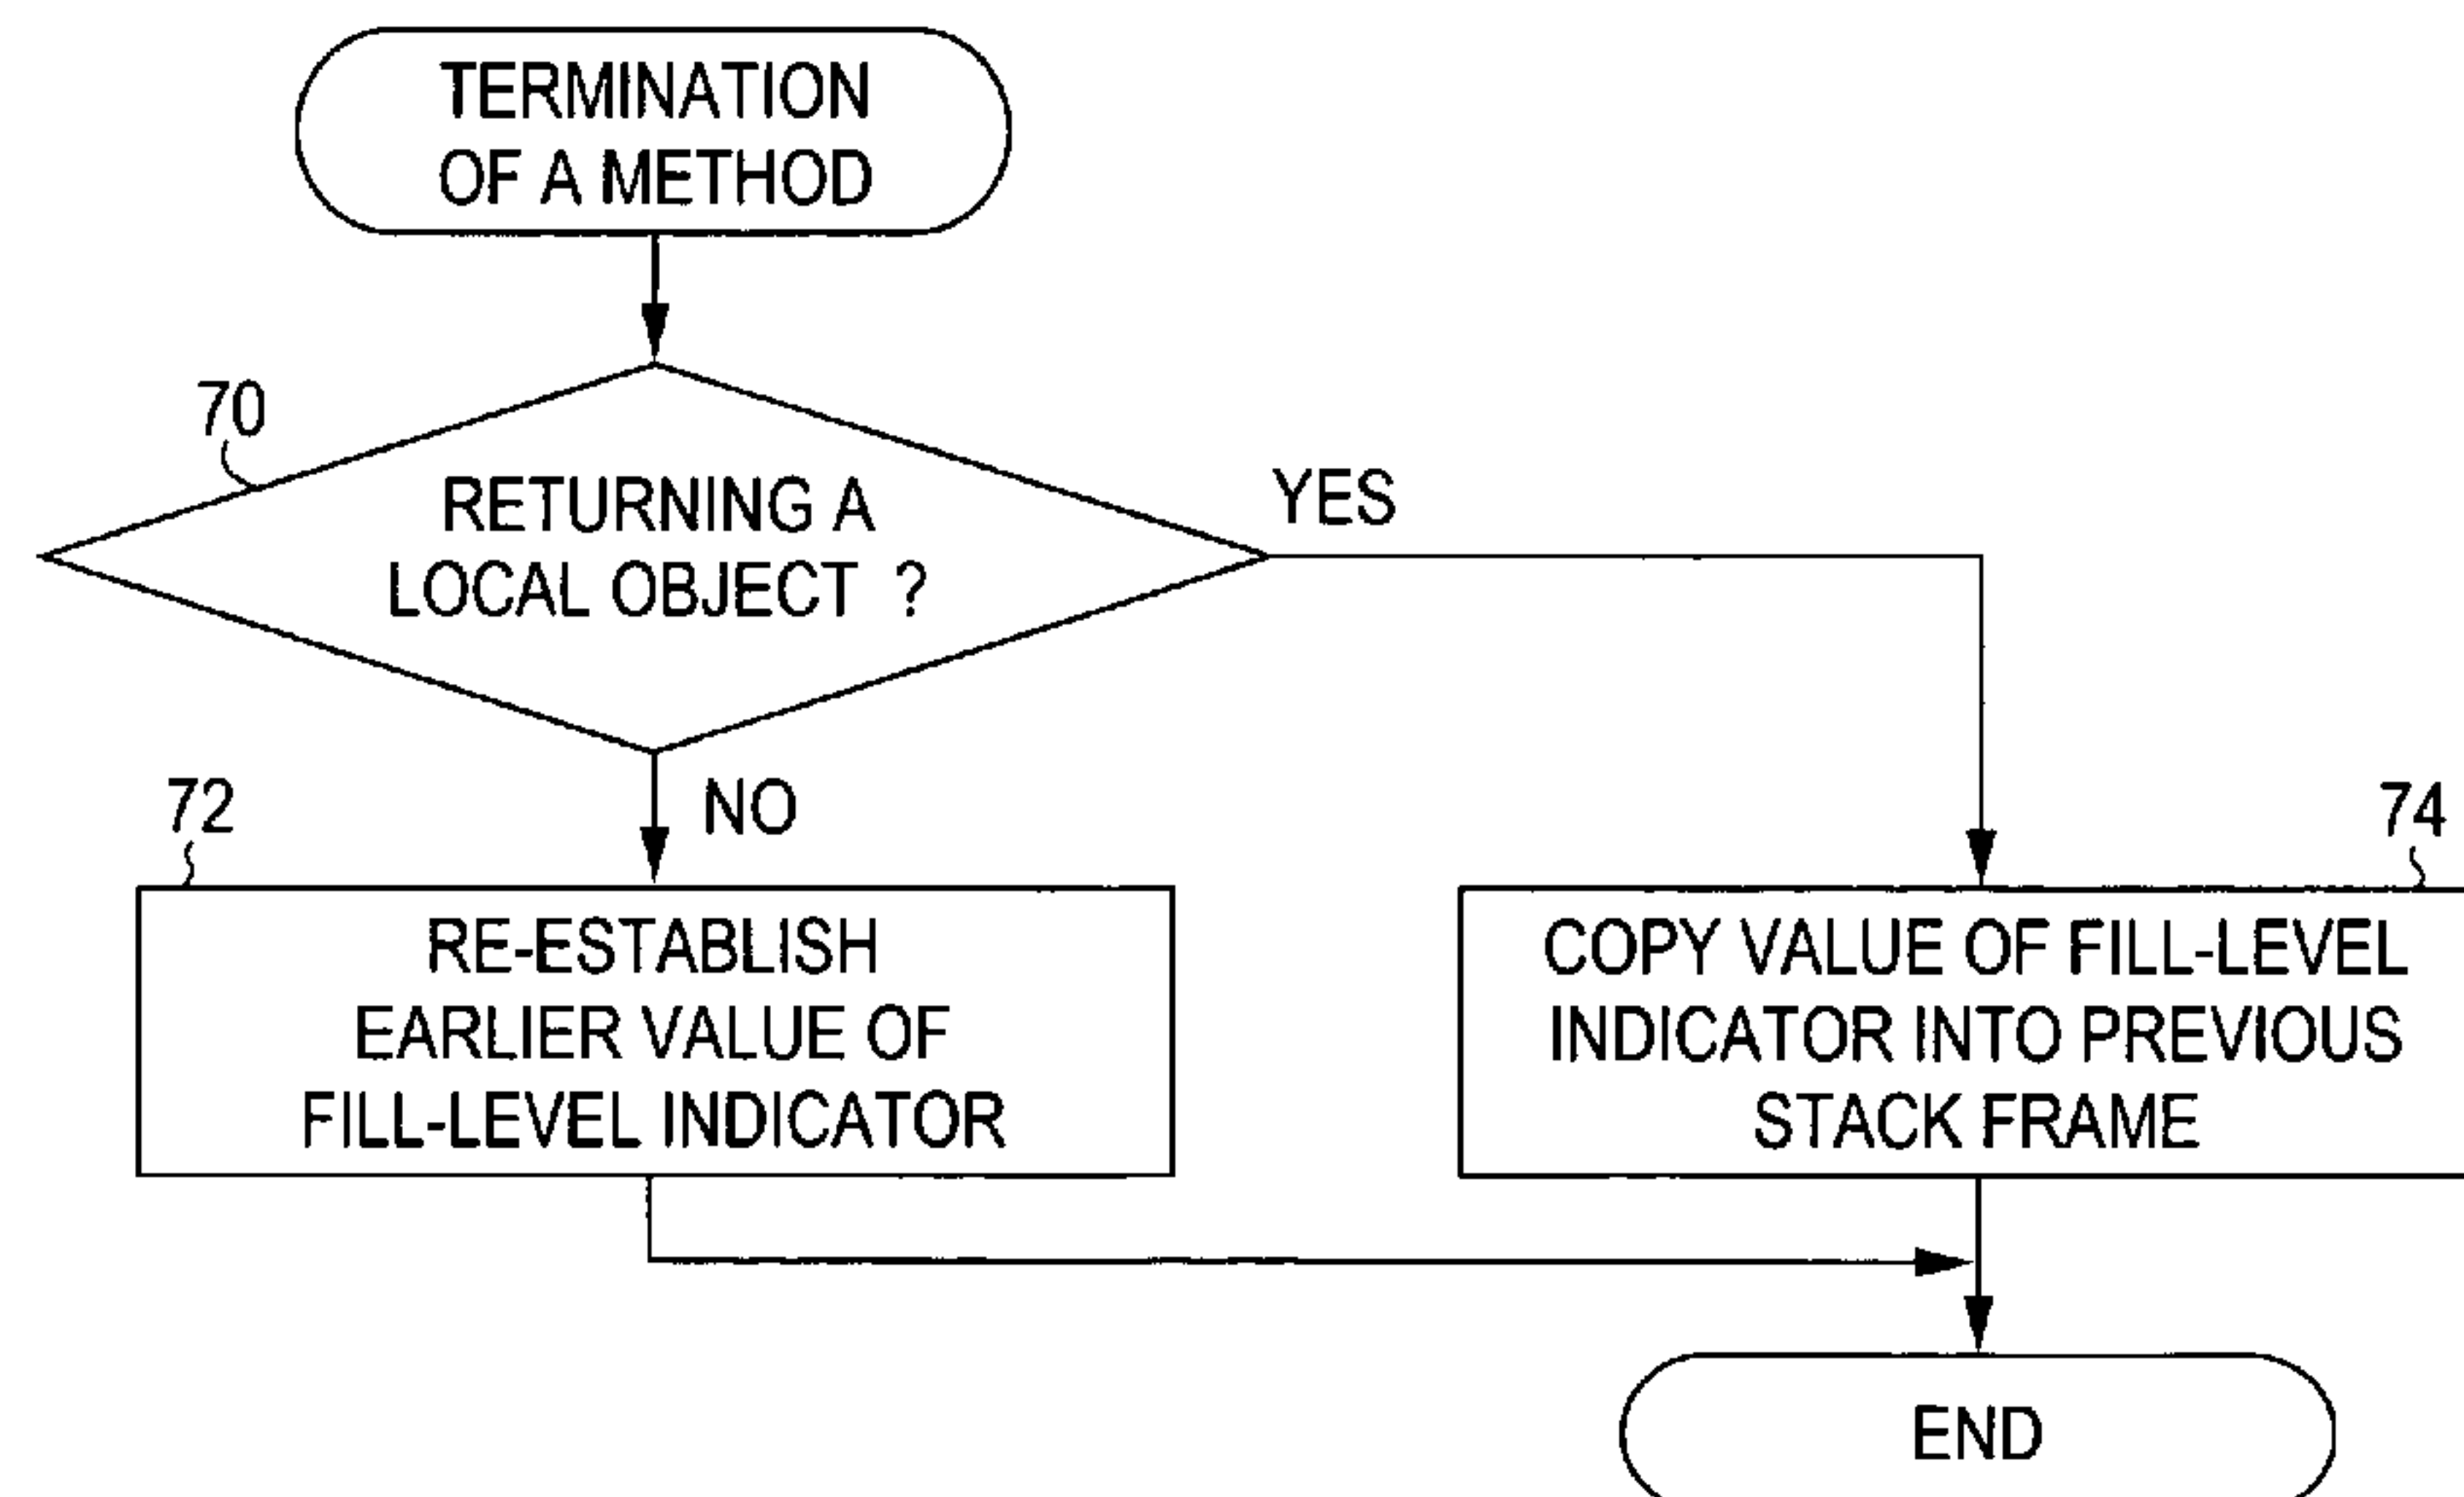 TERMINATION
OF A METHOD
70
RETURNING A
LOCAL OBJECT ?
YES
72
NO
74
RE-ESTABLISH
EARLIER VALUE OF
FILL-LEVEL INDICATOR
COPY VALUE OF FILL-LEVEL
INDICATOR INTO PREVIOUS
STACK FRAME
END